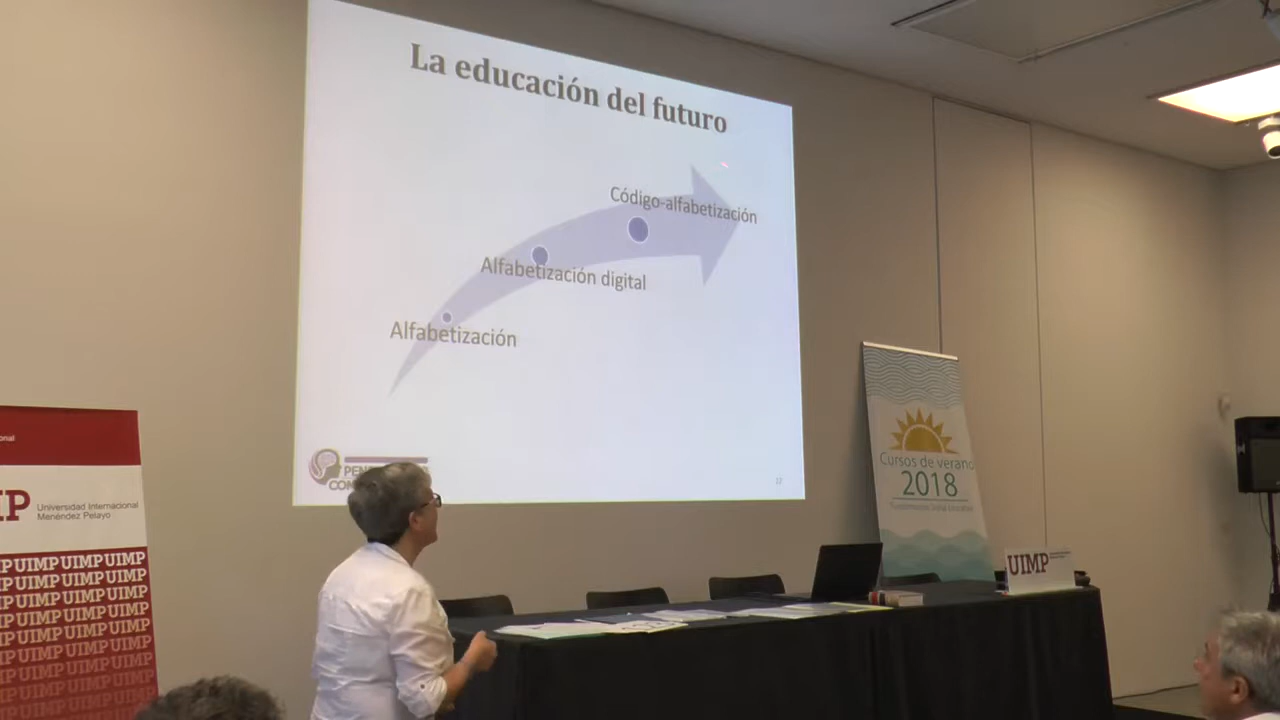 La educación del futuro
Código-alfabetización
Alfabetización digital
Alfabetización
Cursos de verano
2018
onal
MP
Universidad Internacional
Menéndez Pelayo
P UIMP UIMP UIMP
P UIMP UIMP UIMP
P UIMP UIMP UIMP
P UIMP UIMP UIMP
P UIMP UIMP UIMP
P UIMP UIMP UIMP
P UIMP UIMP UIMP
UIMP